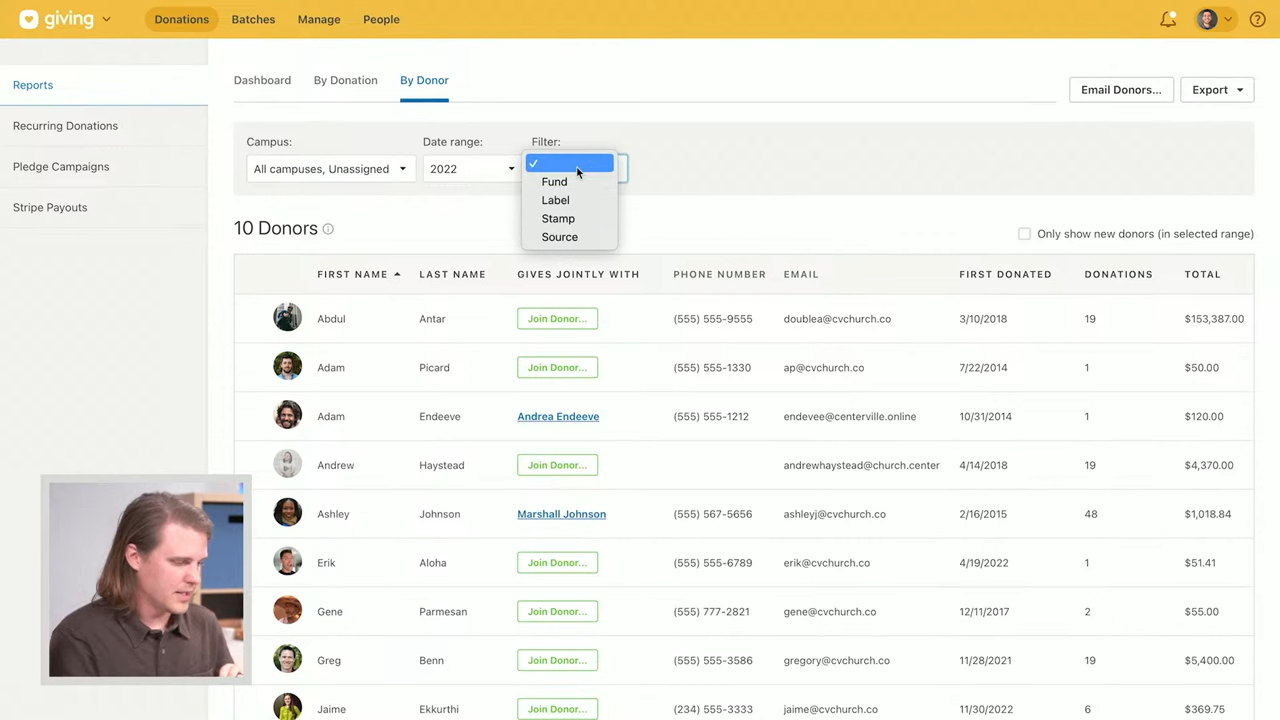 giving Donations Batches Manage People
Reports
Recurring Donations
Pledge Campaigns
Stripe Payouts
Dashboard By Donation By Donor
Email Donors... Export
Campus: Date range: Filter:
All campuses, Unassigned 2022
Fund
Label
Stamp
Source
10 Donors
Only show new donors (in selected range)
FIRST NAME LAST NAME GIVES JOINTLY WITH PHONE NUMBER EMAIL FIRST DONATED DONATIONS TOTAL
Abdul Antar Join Donor... (555) 555-9555 doublea@cvchurch.co 3/10/2018 19 $153,387.00
Adam Picard Join Donor... (555) 555-1330 ap@cvchurch.co 7/22/2014 1 $50.00
Adam Endeeve Andrea Endeeve (555) 555-1212 endevee@centerville.online 10/31/2014 1 $120.00
Andrew Haystead Join Donor... andrewhaystead@church.center 4/14/2018 19 $4,370.00
Ashley Johnson Marshall Johnson (555) 567-5656 ashleyj@cvchurch.co 2/16/2015 48 $1,018.84
Erik Aloha Join Donor... (555) 555-6789 erik@cvchurch.co 4/19/2022 1 $51.41
Gene Parmesan Join Donor... (555) 777-2821 gene@cvchurch.co 12/11/2017 2 $55.00
Greg Benn Join Donor... (555) 555-3586 gregory@cvchurch.co 11/28/2021 19 $5,400.00
Jaime Ekkurthi Join Donor... (234) 555-3333 jaime@cvchurch.co 11/30/2022 6 $369.75